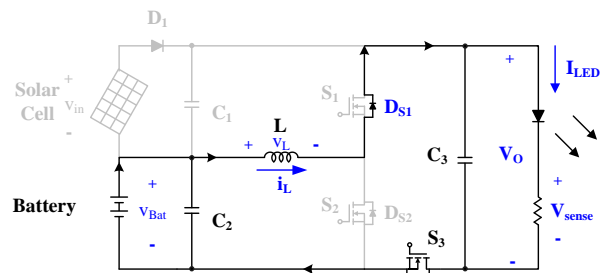 D1
Solar
Cell
+
vin
-
C1
S1
DS1
L
+ vL -
iL
+
ILED
C3
VO
Battery
+
vBat
-
C2
S2
DS2
S3
+
Vsense
-
-